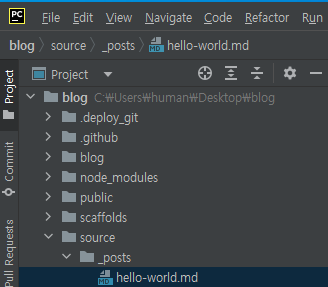 PC File Edit View Navigate Code Refactor Run
blog source _posts hello-world.md
Project
blog C:₩Users₩human₩Desktop₩blog
.deploy_git
.github
blog
node_modules
public
scaffolds
source
_posts
hello-world.md
Project
Commit
Pull Requests